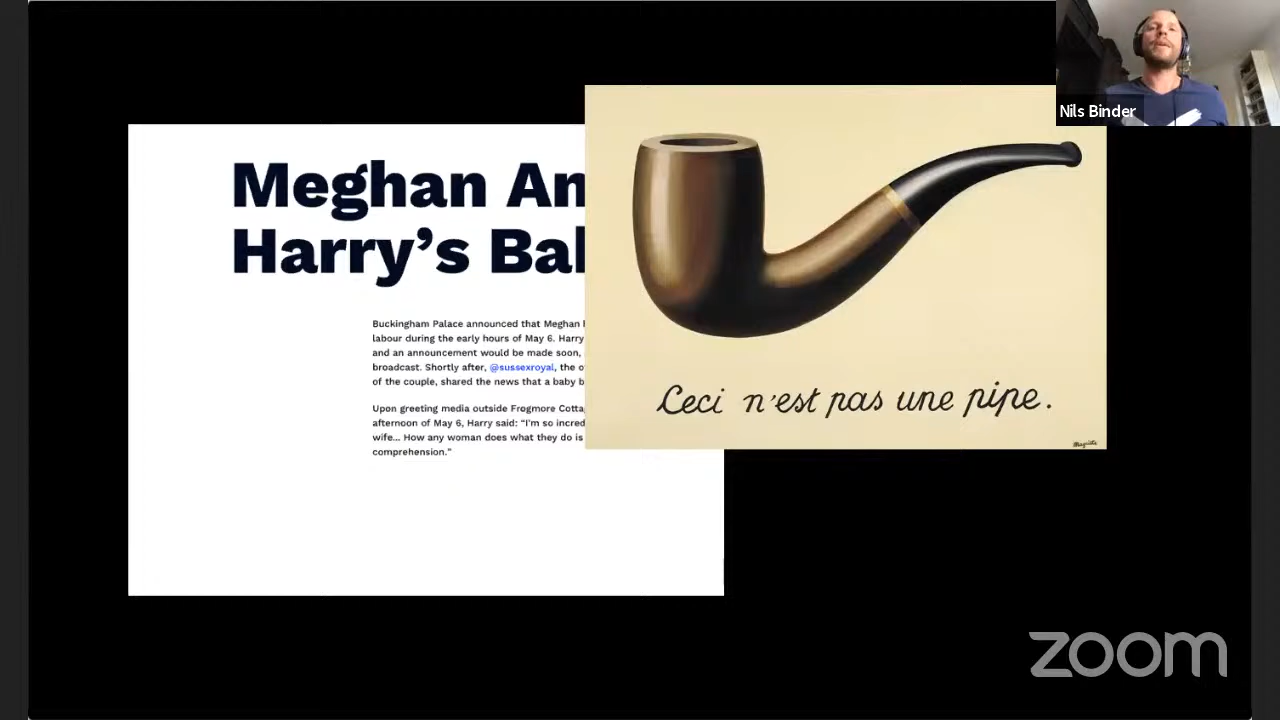 Nils Binder
Meghan An
Harry’s Bal
Buckingham Palace announced that Meghan
labour during the early hours of May 6. Harry
and an announcement would be made soon,
broadcast. Shortly after, @sussexroyal, the o
of the couple, shared the news that a baby b
Upon greeting media outside Frogmore Cotta
afternoon of May 6, Harry said: “I'm so incred
wife... How any woman does what they do is
comprehension.”
Ceci n'est pas une pipe.
Magritte
zoom